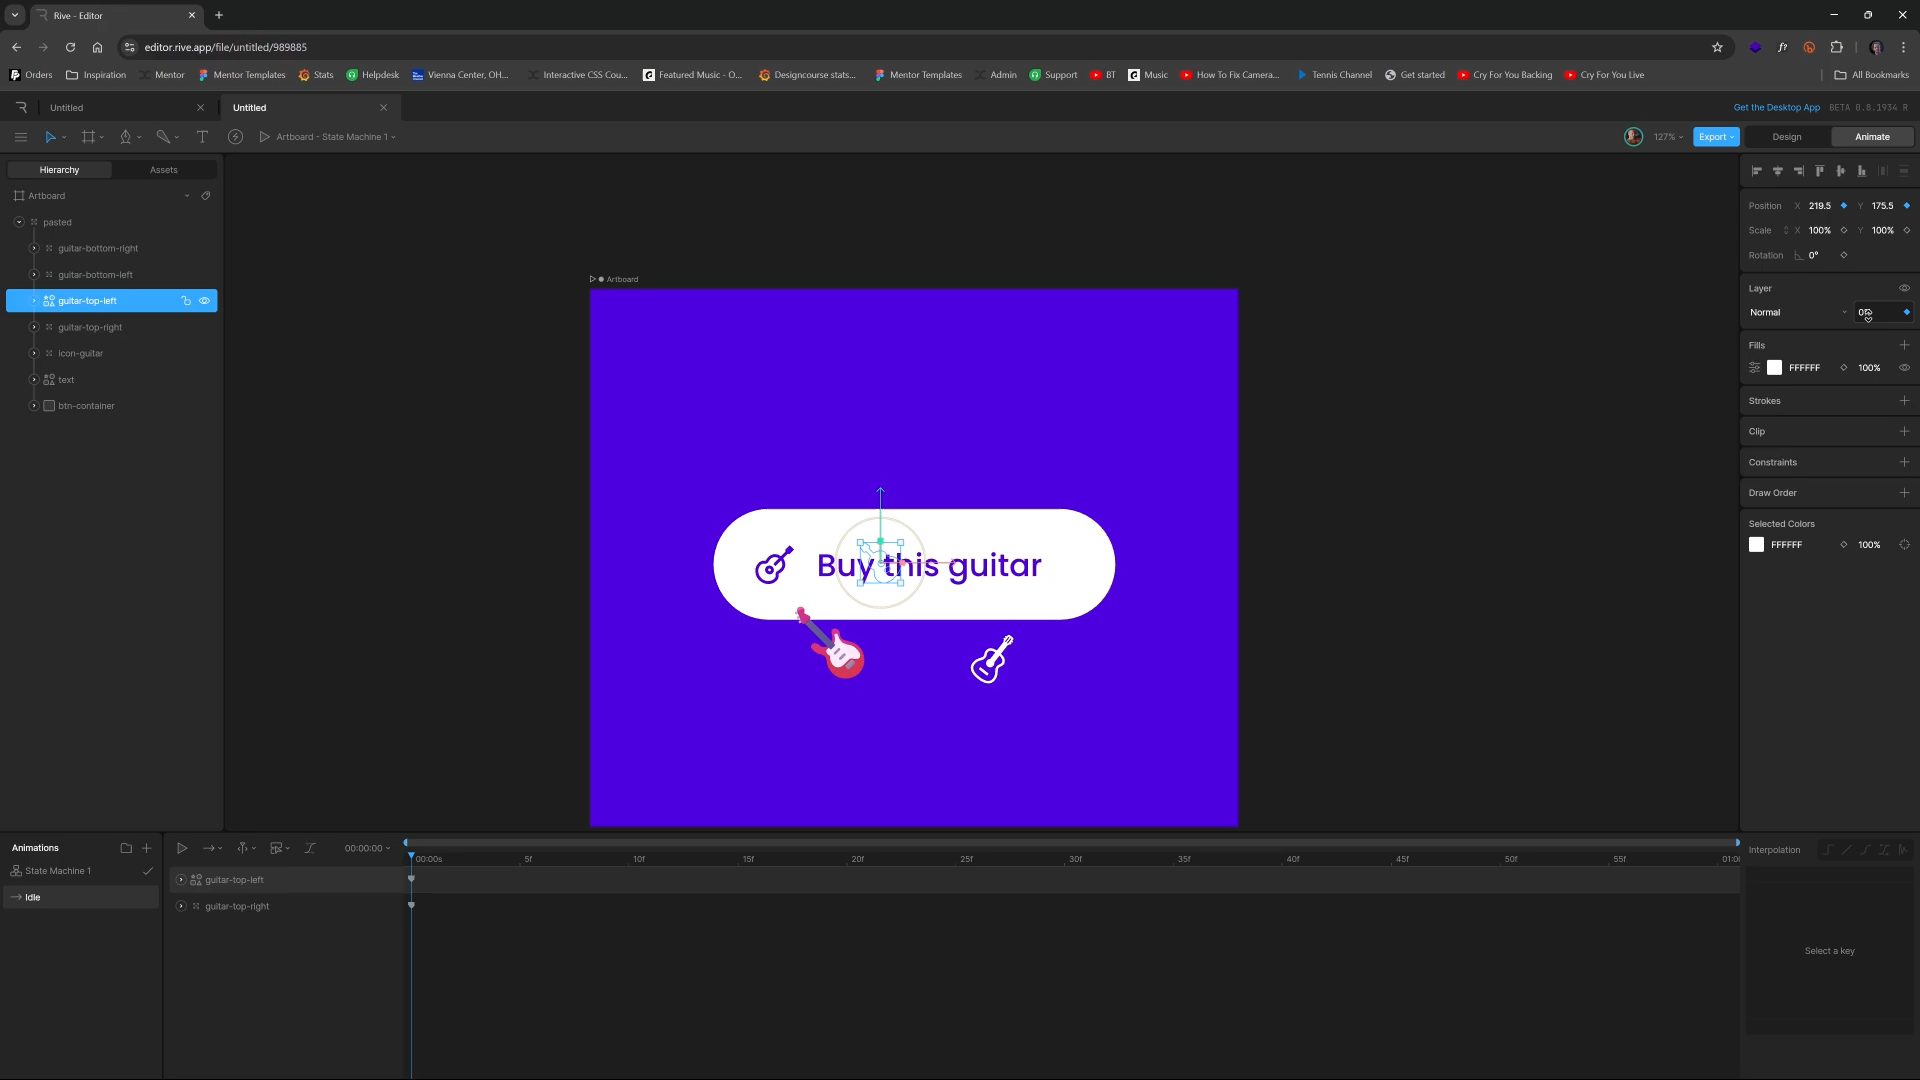 Rive - Editor
editor.rive.app/file/untitled/989885
Orders Inspiration Mentor Mentor Templates Stats Helpdesk Vienna Center, OH... Interactive CSS Cou... Featured Music - O... Designcourse stats... Mentor Templates Admin Support BT Music How To Fix Camera... Tennis Channel Get started Cry For You Backing Cry For You Live All Bookmarks
Untitled Untitled Get the Desktop App BETA 0.8.1934 R
Artboard - State Machine 1 127% Export Design Animate
Hierarchy Assets
Artboard
pasted
guitar-bottom-right
guitar-bottom-left
guitar-top-left
guitar-top-right
icon-guitar
text
btn-container
Artboard
Buy this guitar
Position X 219.5 Y 175.5
Scale X 100% Y 100%
Rotation 0°
Layer
Normal
Fills
FFFFFF 100%
Strokes
Clip
Constraints
Draw Order
Selected Colors
FFFFFF 100%
Animations 00:00:00
00:00s 5f 10f 15f 20f 25f 30f 35f 40f 45f 50f 55f
State Machine 1
Idle
guitar-top-left
guitar-top-right
Interpolation
Select a key